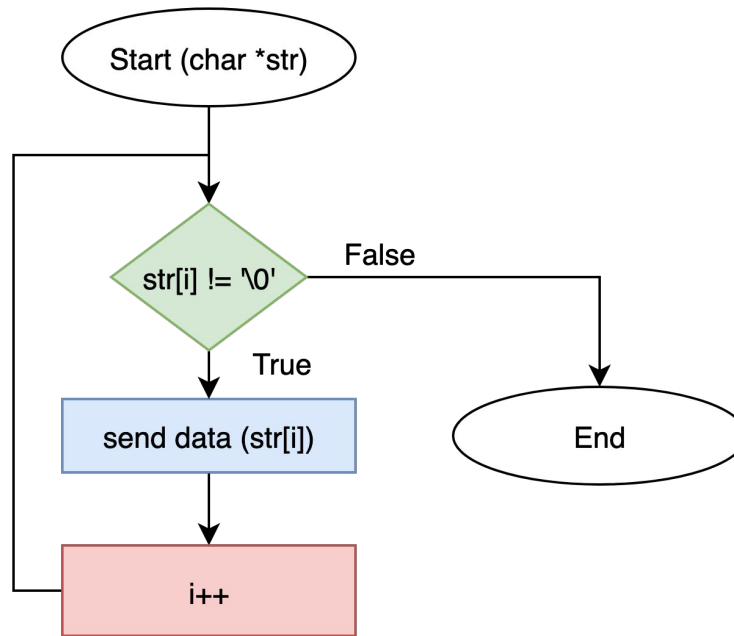 Start (char *str)
str[i] != '\0'
False
True
send data (str[i])
End
i++